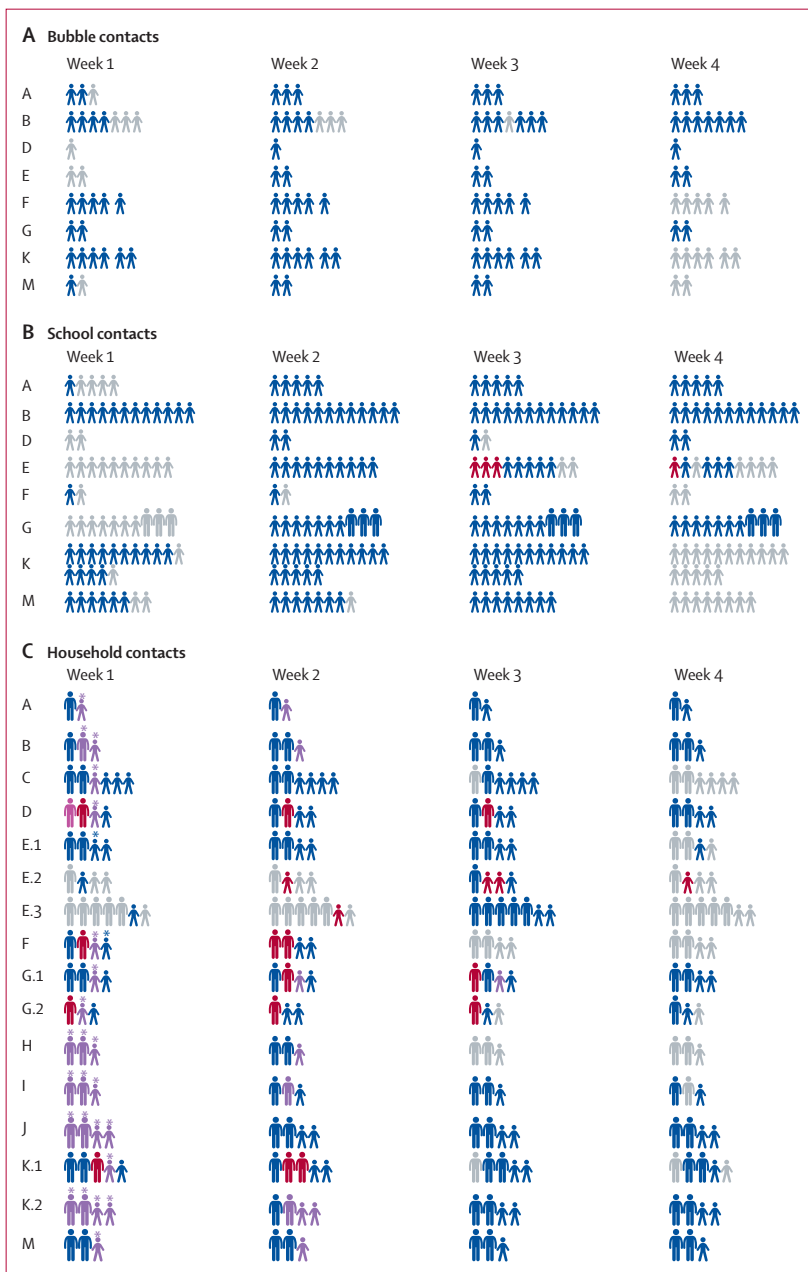 A Bubble contacts
Week 1 Week 2 Week 3 Week 4
A
B
D
E
F
G
K
M
B School contacts
Week 1 Week 2 Week 3 Week 4
A
B
D
E
F
G
K
M
C Household contacts
Week 1 Week 2 Week 3 Week 4
A
*
B
* *
C
*
D
*
E.1
*
E.2
E.3
F
* *
G.1
*
G.2
*
H
* * *
I
* * *
J
* * * *
K.1
*
K.2
* * * *
M
*